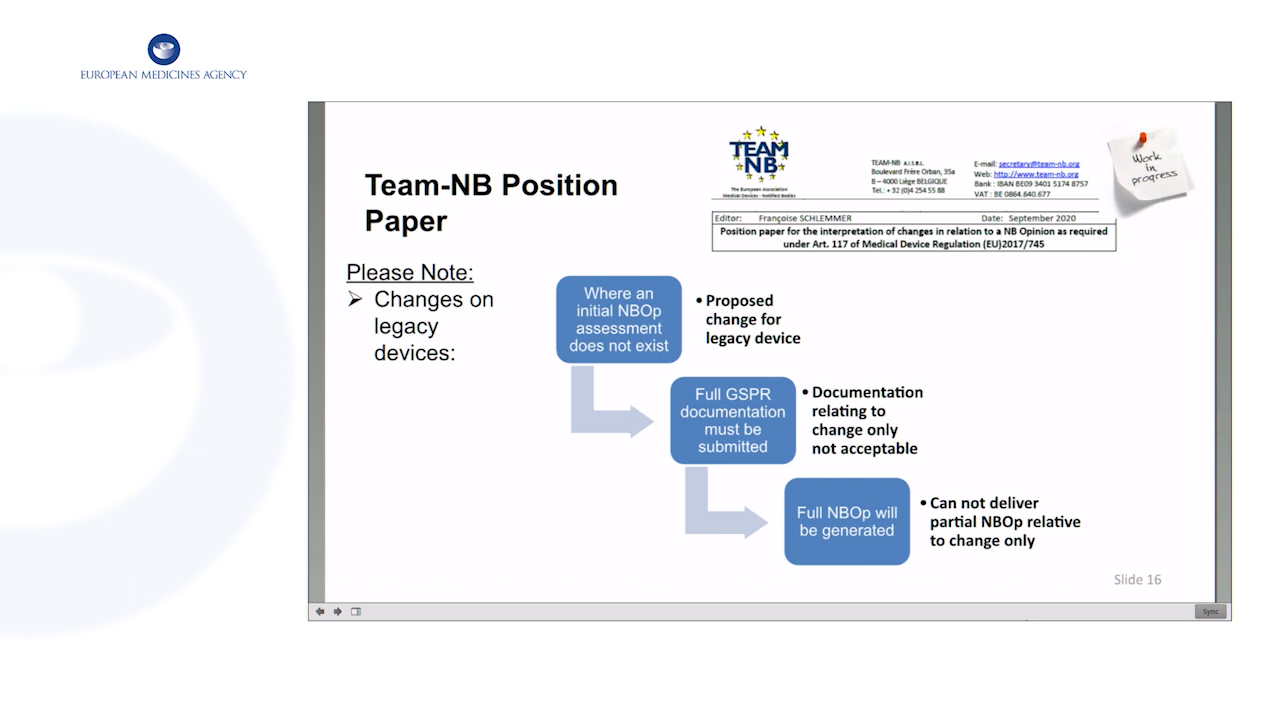 EUROPEAN MEDICINES AGENCY
Team-NB Position
Paper
TEAM
NB
The European Association
Medical Devices - Notified Bodies
TEAM-NB A.I.S.B.L.
Boulevard Frère Orban, 35a
B – 4000 Liège BELGIQUE
Tel.: + 32 (0)4 254 55 88
E-mail: secretary@team-nb.org
Web: http://www.team-nb.org
Bank : IBAN BE09 3401 5174 8757
VAT : BE 0864.640.677
Work
in
progress
Editor: Françoise SCHLEMMER Date: September 2020
Position paper for the interpretation of changes in relation to a NB Opinion as required
under Art. 117 of Medical Device Regulation (EU)2017/745
Please Note:
➢ Changes on
legacy
devices:
Where an
initial NBOp
assessment
does not exist
• Proposed
change for
legacy device
Full GSPR
documentation
must be
submitted
• Documentation
relating to
change only
not acceptable
Full NBOp will
be generated
• Can not deliver
partial NBOp relative
to change only
Slide 16
Sync